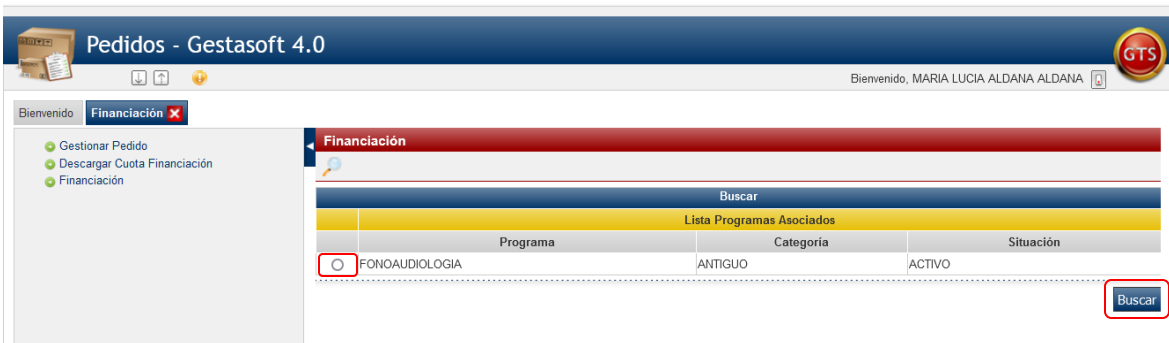 Pedidos - Gestasoft 4.0
GTS
Bienvenido, MARIA LUCIA ALDANA ALDANA
Bienvenido Financiación
Gestionar Pedido
Descargar Cuota Financiación
Financiación
Financiación
Buscar
Lista Programas Asociados
Programa Categoría Situación
FONOAUDIOLOGIA ANTIGUO ACTIVO
Buscar